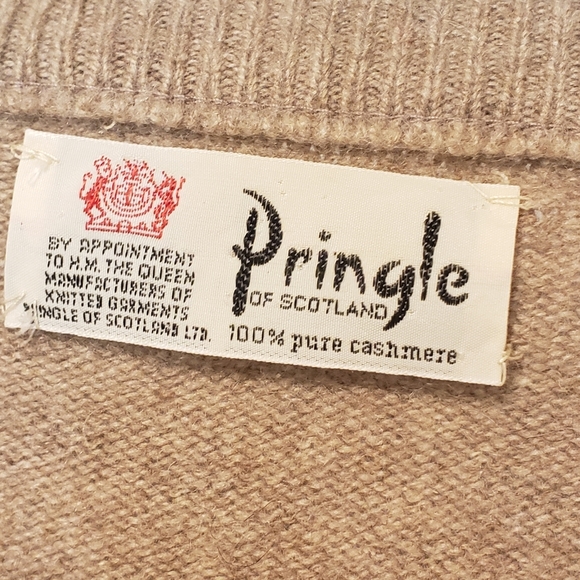 BY APPOINTMENT
TO H.M. THE QUEEN
MANUFACTURERS OF
KNITTED GARMENTS
PRINGLE OF SCOTLAND LTD.
Pringle
OF SCOTLAND
100% pure cashmere